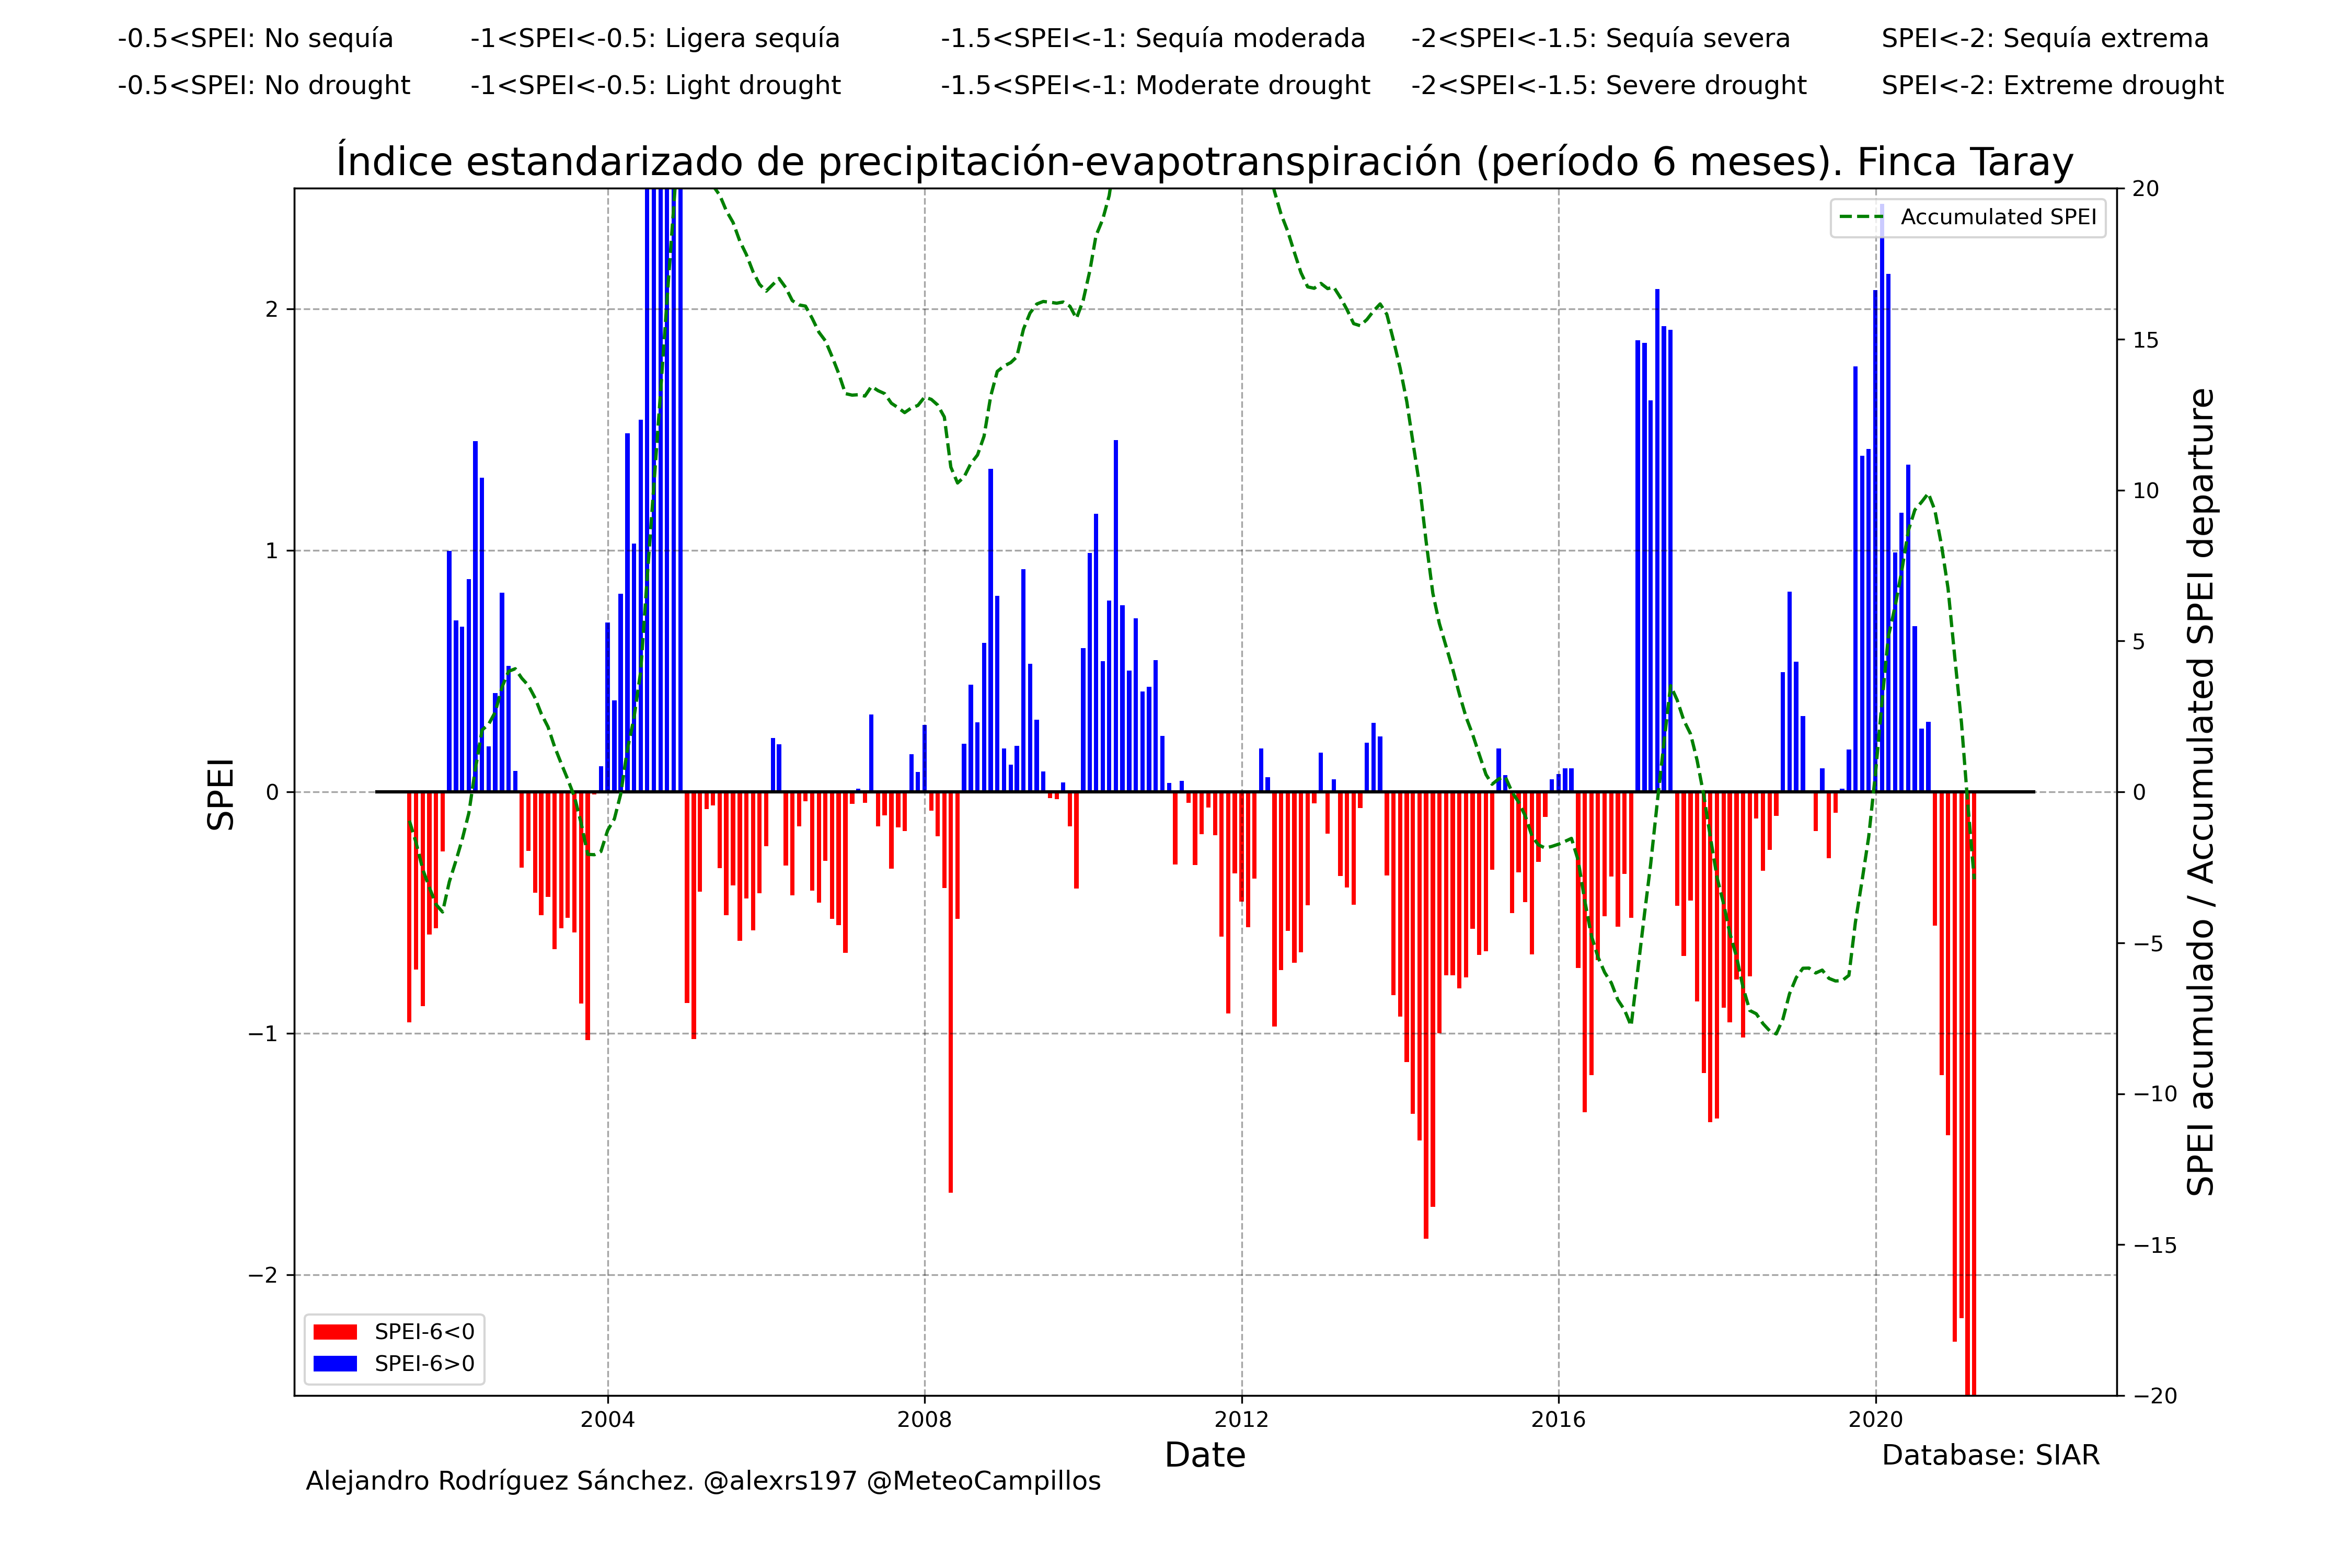 -0.5<SPEI: No sequía -1<SPEI<-0.5: Ligera sequía -1.5<SPEI<-1: Sequía moderada -2<SPEI<-1.5: Sequía severa SPEI<-2: Sequía extrema
-0.5<SPEI: No drought -1<SPEI<-0.5: Light drought -1.5<SPEI<-1: Moderate drought -2<SPEI<-1.5: Severe drought SPEI<-2: Extreme drought
Índice estandarizado de precipitación-evapotranspiración (período 6 meses). Finca Taray
Accumulated SPEI
SPEI
2
1
0
−1
−2
20
15
10
5
0
−5
−10
−15
−20
SPEI acumulado / Accumulated SPEI departure
SPEI-6<0
SPEI-6>0
2004 2008 2012 2016 2020
Date
Database: SIAR
Alejandro Rodríguez Sánchez. @alexrs197 @MeteoCampillos